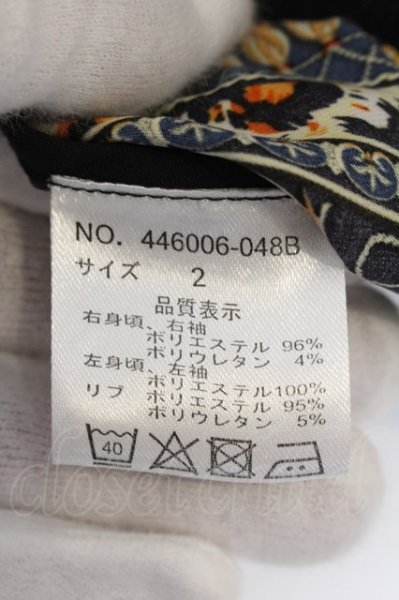 NO. 446006-048B
サイズ 2
品質表示
右身頃、右袖
ポリエステル 96%
ポリウレタン 4%
左身頃、左袖
ポリエステル100%
リブ ポリエステル 95%
ポリウレタン 5%
40
closet child